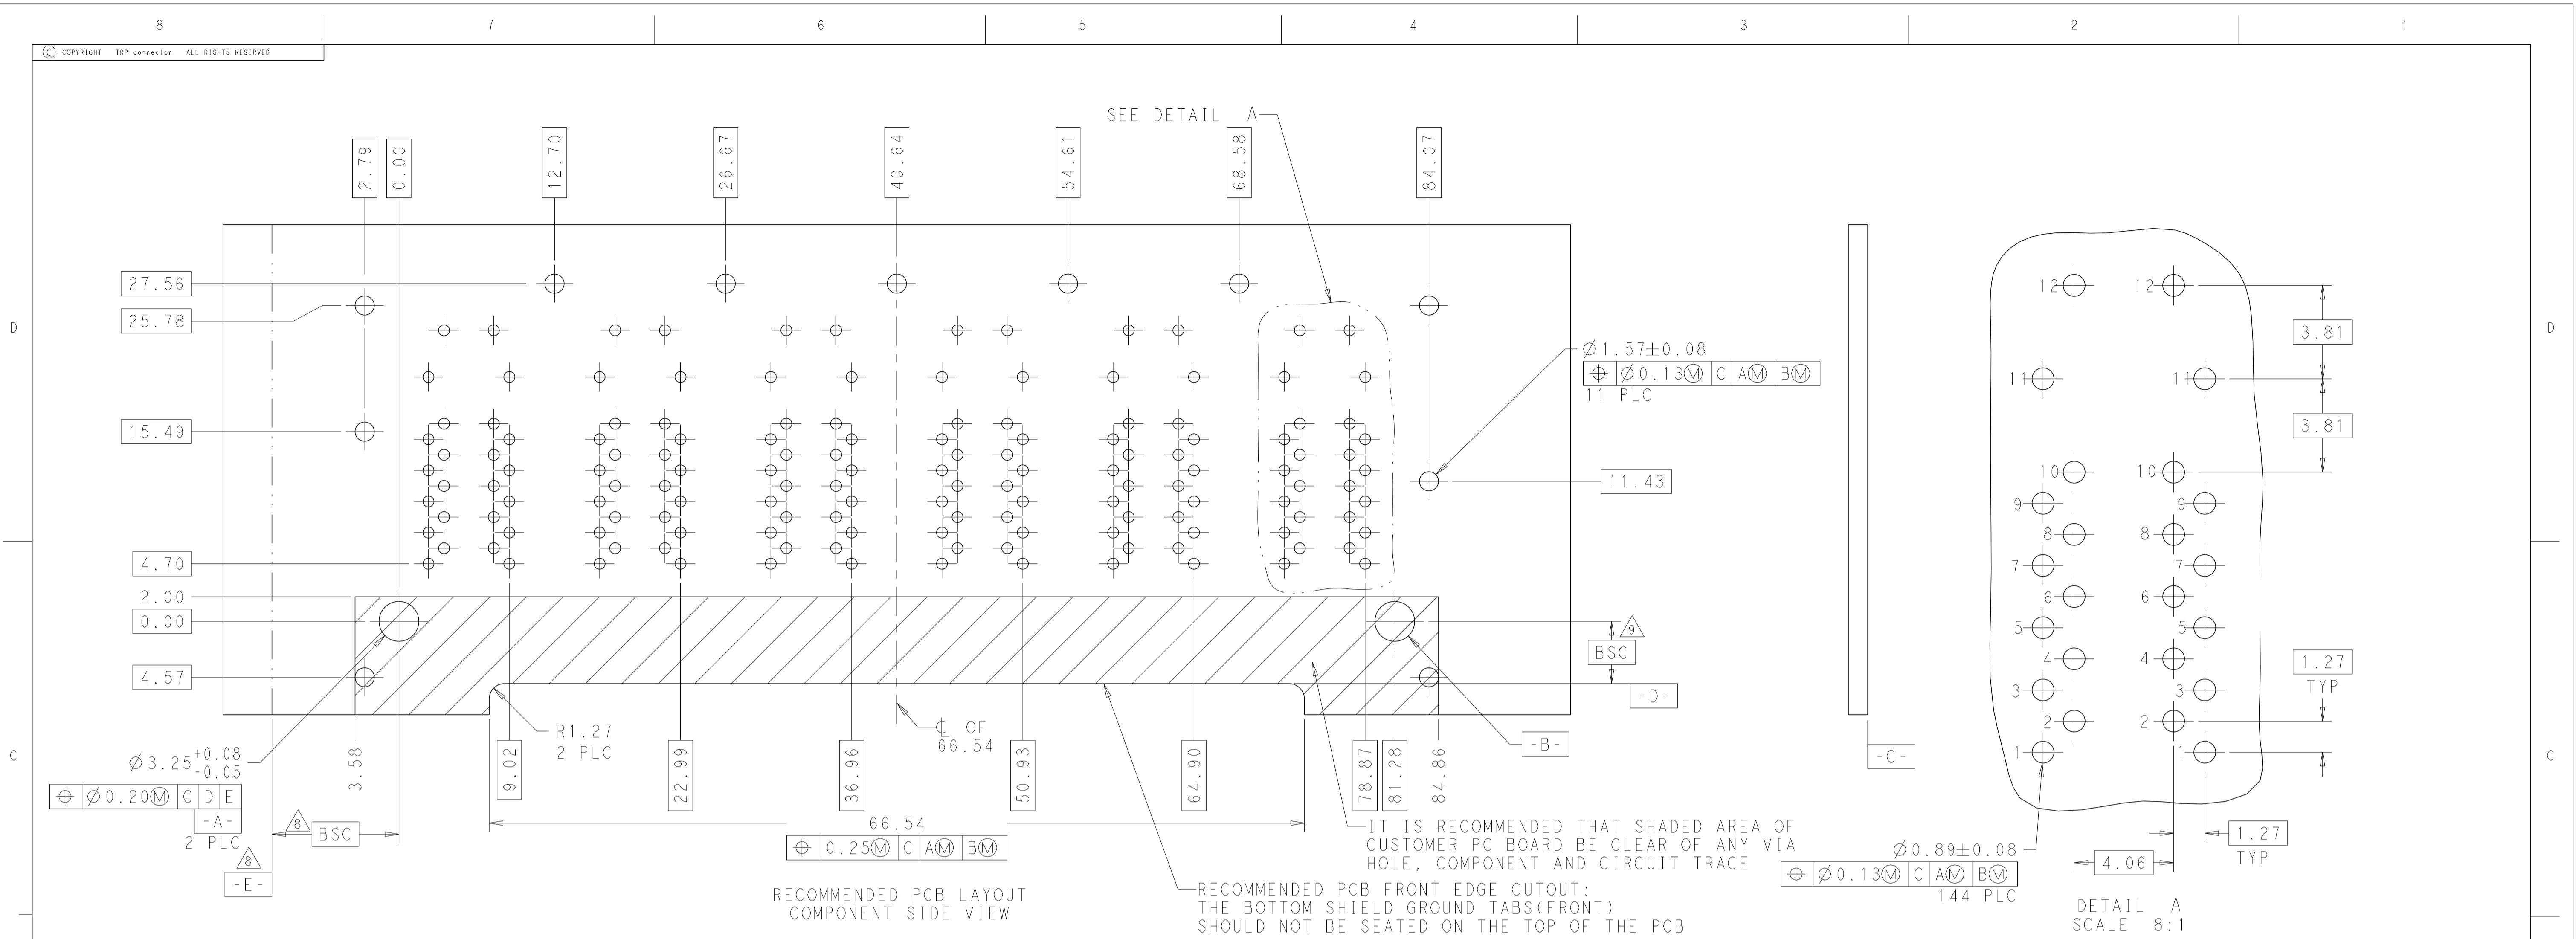 8 7 6 5 4 3 2 1
© COPYRIGHT TRP connector ALL RIGHTS RESERVED
SEE DETAIL A
2.79
0.00
12.70
26.67
40.64
54.61
68.58
84.07
27.56
25.78
15.49
4.70
2.00
0.00
4.57
D
C
D
C
Ø1.57±0.08
⌖ Ø0.13Ⓜ C AⓂ BⓂ
11 PLC
11.43
9
BSC
-D-
-B-
-C-
Ø3.25 +0.08
-0.05
⌖ Ø0.20Ⓜ C D E
-A-
2 PLC
8
BSC
8
-E-
3.58
R1.27
2 PLC
9.02
22.99
36.96
℄ OF
66.54
50.93
64.90
78.87
81.28
84.86
66.54
⌖ 0.25Ⓜ C AⓂ BⓂ
RECOMMENDED PCB LAYOUT
COMPONENT SIDE VIEW
IT IS RECOMMENDED THAT SHADED AREA OF
CUSTOMER PC BOARD BE CLEAR OF ANY VIA
HOLE, COMPONENT AND CIRCUIT TRACE
RECOMMENDED PCB FRONT EDGE CUTOUT:
THE BOTTOM SHIELD GROUND TABS(FRONT)
SHOULD NOT BE SEATED ON THE TOP OF THE PCB
12 12
11 11
10 10
9 9
8 8
7 7
6 6
5 5
4 4
3 3
2 2
1 1
3.81
3.81
1.27
TYP
1.27
TYP
4.06
Ø0.89±0.08
⌖ Ø0.13Ⓜ C AⓂ BⓂ
144 PLC
DETAIL A
SCALE 8:1